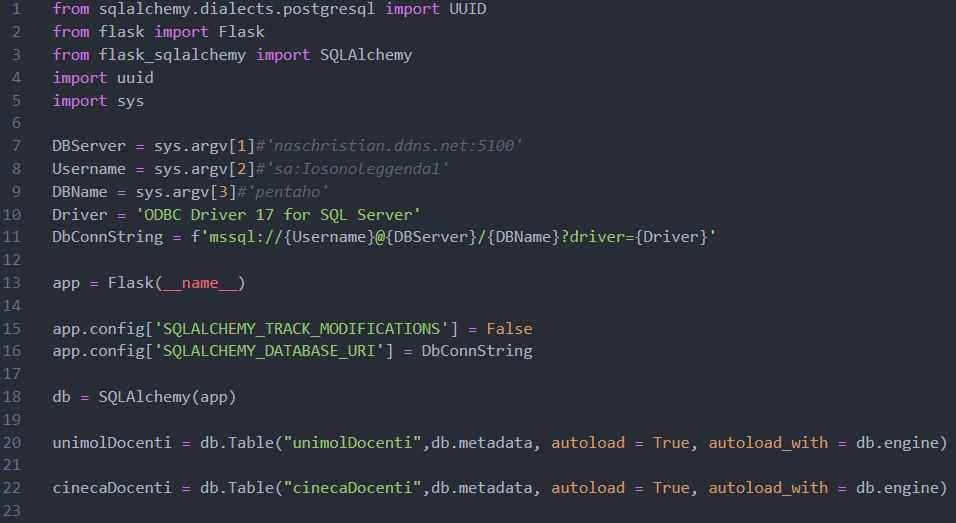 1 from sqlalchemy.dialects.postgresql import UUID
2 from flask import Flask
3 from flask_sqlalchemy import SQLAlchemy
4 import uuid
5 import sys
6
7 DBServer = sys.argv[1]#'naschristian.ddns.net:5100'
8 Username = sys.argv[2]#'sa:IosonoLeggenda1'
9 DBName = sys.argv[3]#'pentaho'
10 Driver = 'ODBC Driver 17 for SQL Server'
11 DbConnString = f'mssql://{Username}@{DBServer}/{DBName}?driver={Driver}'
12
13 app = Flask(__name__)
14
15 app.config['SQLALCHEMY_TRACK_MODIFICATIONS'] = False
16 app.config['SQLALCHEMY_DATABASE_URI'] = DbConnString
17
18 db = SQLAlchemy(app)
19
20 unimolDocenti = db.Table("unimolDocenti",db.metadata, autoload = True, autoload_with = db.engine)
21
22 cinecaDocenti = db.Table("cinecaDocenti",db.metadata, autoload = True, autoload_with = db.engine)
23